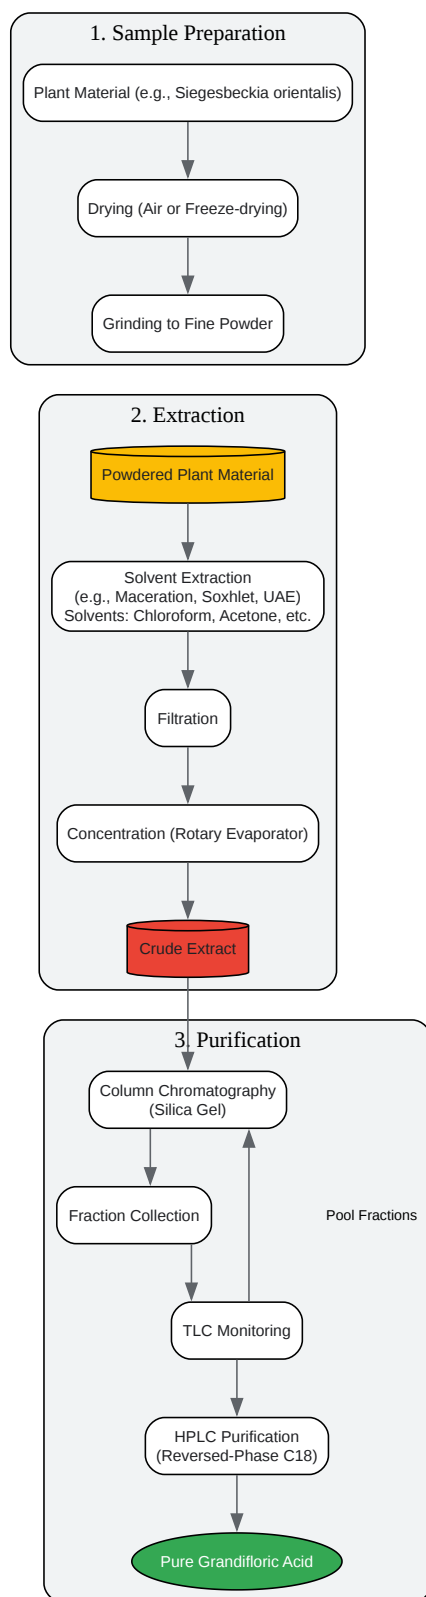 1. Sample Preparation
Plant Material (e.g., Siegesbeckia orientalis)
Drying (Air or Freeze-drying)
Grinding to Fine Powder
2. Extraction
Powdered Plant Material
Solvent Extraction
(e.g., Maceration, Soxhlet, UAE)
Solvents: Chloroform, Acetone, etc.
Filtration
Concentration (Rotary Evaporator)
Crude Extract
3. Purification
Column Chromatography
(Silica Gel)
Fraction Collection
Pool Fractions
TLC Monitoring
HPLC Purification
(Reversed-Phase C18)
Pure Grandifloric Acid